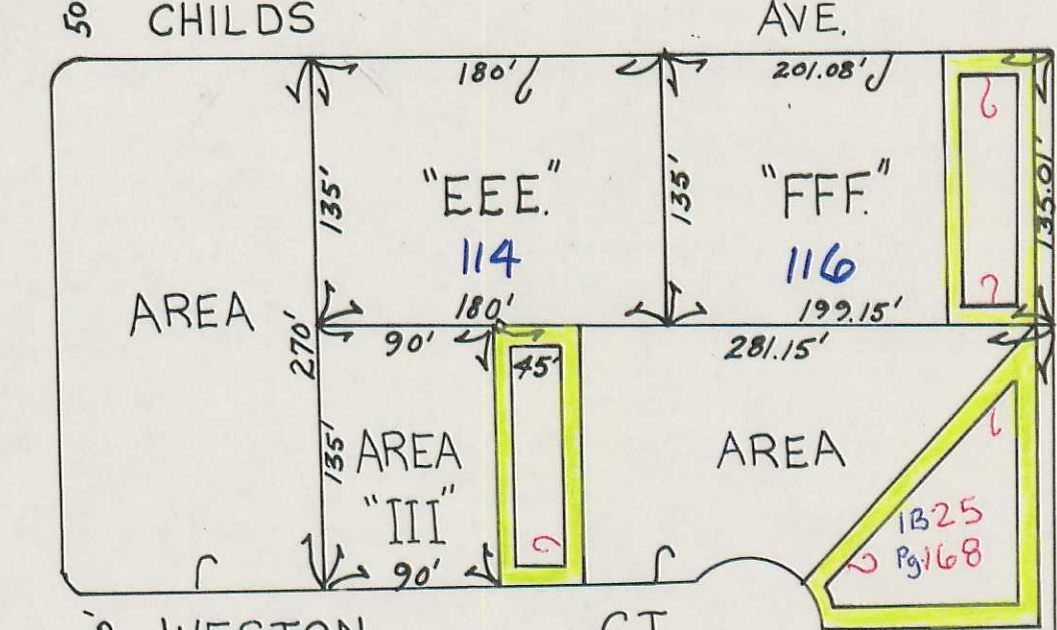 50 CHILDS AVE.
180' 201.08'
135' 135' 135.01'
"EEE." "FFF."
114 116
AREA
180' 199.15'
270'
90' 45' 281.15'
135'
AREA AREA
"III"
1B25
Pg.168
90'
WESTON CT